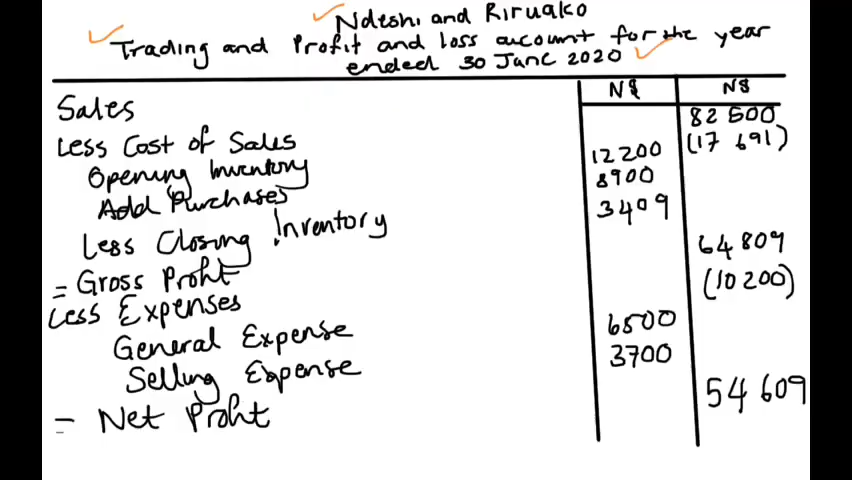 Ndeshi and Riruako
Trading and Profit and loss account for the year
ended 30 June 2020
N$ N$
Sales 82 500
Less Cost of Sales (17 691)
Opening Inventory 12 200
Add Purchases 8900
Less Closing Inventory 3409
= Gross Profit 64 809
Less Expenses (10 200)
General Expense 6500
Selling Expense 3700
= Net Profit 54 609